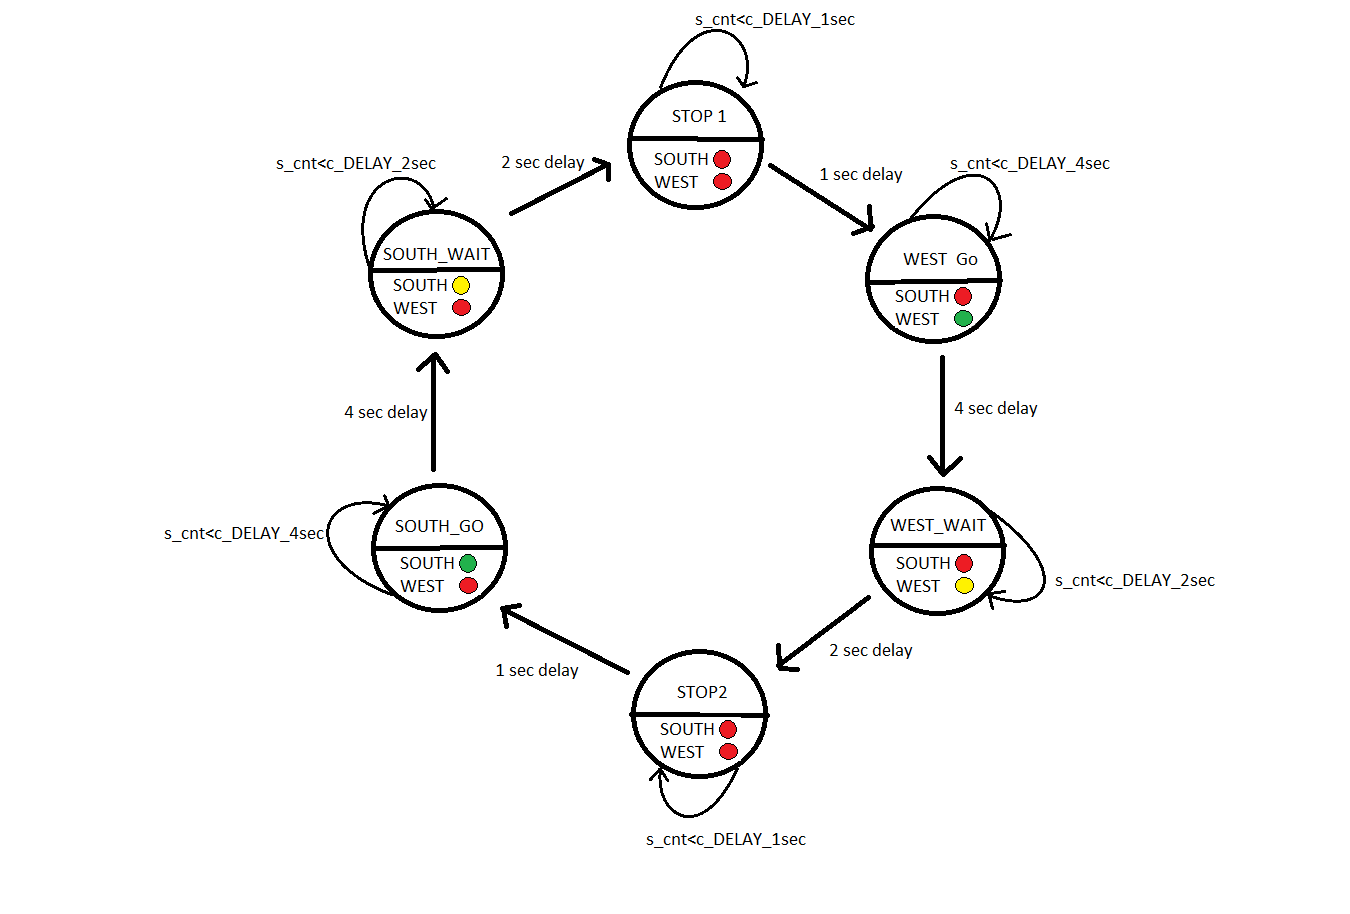 s_cnt<c_DELAY_1sec
STOP 1
SOUTH
WEST
1 sec delay
s_cnt<c_DELAY_4sec
WEST  Go
SOUTH
WEST
4 sec delay
WEST_WAIT
SOUTH
WEST
s_cnt<c_DELAY_2sec
2 sec delay
STOP2
SOUTH
WEST
s_cnt<c_DELAY_1sec
1 sec delay
SOUTH_GO
SOUTH
WEST
s_cnt<c_DELAY_4sec
4 sec delay
SOUTH_WAIT
SOUTH
WEST
s_cnt<c_DELAY_2sec
2 sec delay